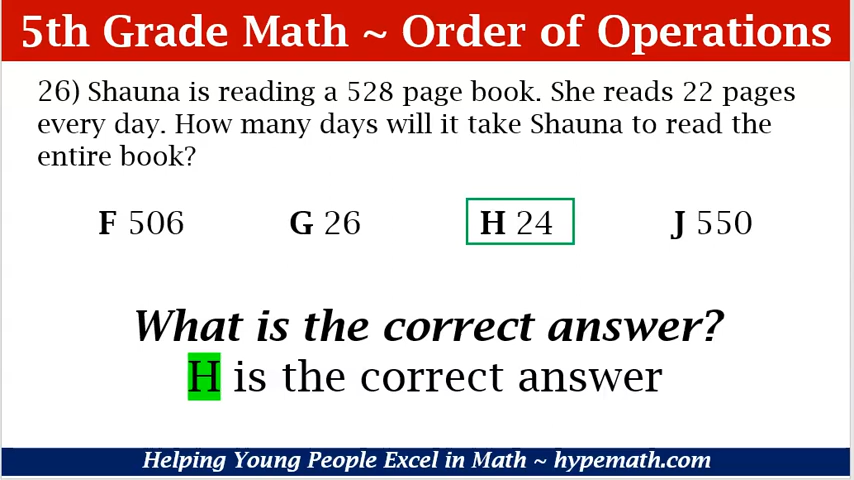 5th Grade Math ~ Order of Operations
26) Shauna is reading a 528 page book. She reads 22 pages
every day. How many days will it take Shauna to read the
entire book?
F 506 G 26 H 24 J 550
What is the correct answer?
H is the correct answer
Helping Young People Excel in Math ~ hypemath.com